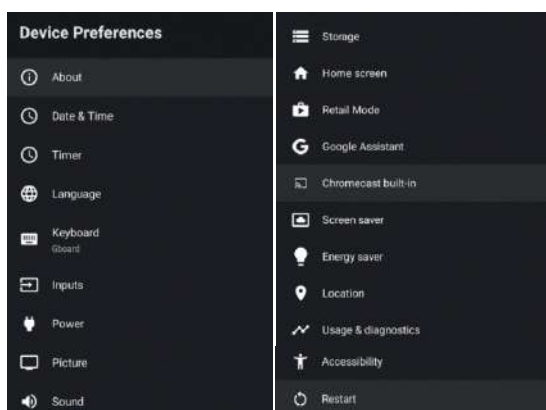 Device Preferences
About
Date & Time
Timer
Language
Keyboard
Gboard
Inputs
Power
Picture
Sound
Storage
Home screen
Retail Mode
Google Assistant
Chromecast built-in
Screen saver
Energy saver
Location
Usage & diagnostics
Accessibility
Restart